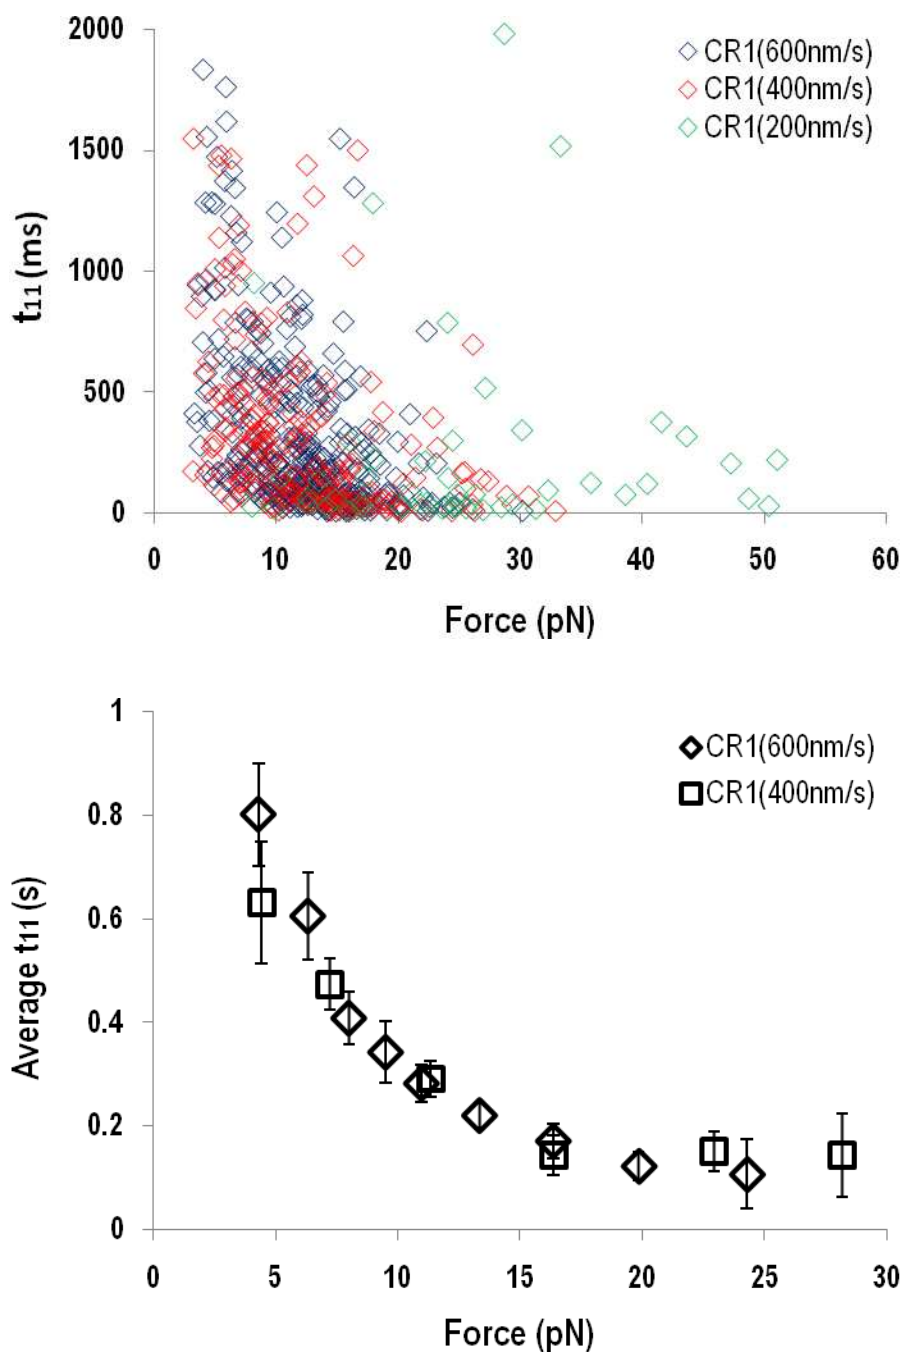 2000
1500
1000
500
0
t11 (ms)
CR1(600nm/s)
CR1(400nm/s)
CR1(200nm/s)
0 10 20 30 40 50 60
Force (pN)
1
0.8
0.6
0.4
0.2
0
Average t11 (s)
CR1(600nm/s)
CR1(400nm/s)
0 5 10 15 20 25 30
Force (pN)